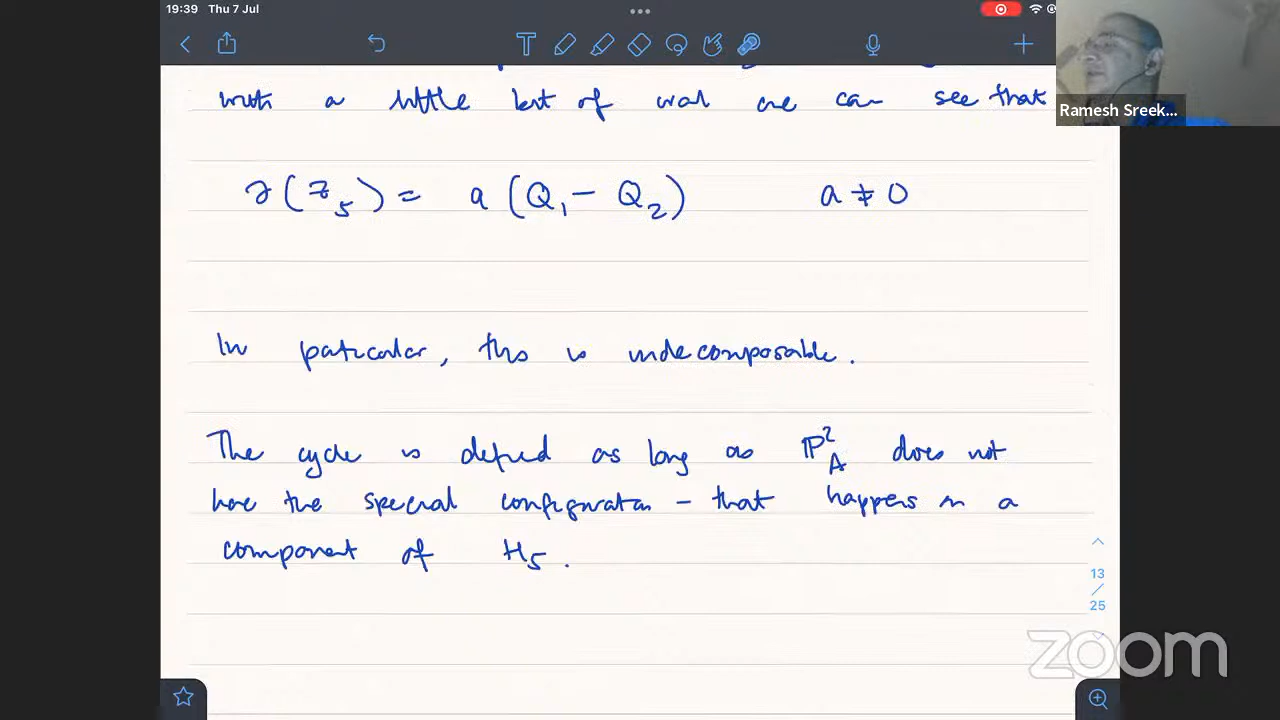 19:39 Thu 7 Jul
with a little bit of work we can see that
∂(Z₅) = a (Q₁ − Q₂) a ≠ 0
In particular, this is indecomposable.
The cycle is defined as long as ℙ²_A does not
have the special configuration - that happens in a
component of H₅.
13
/
25
Ramesh Sreek...
zoom